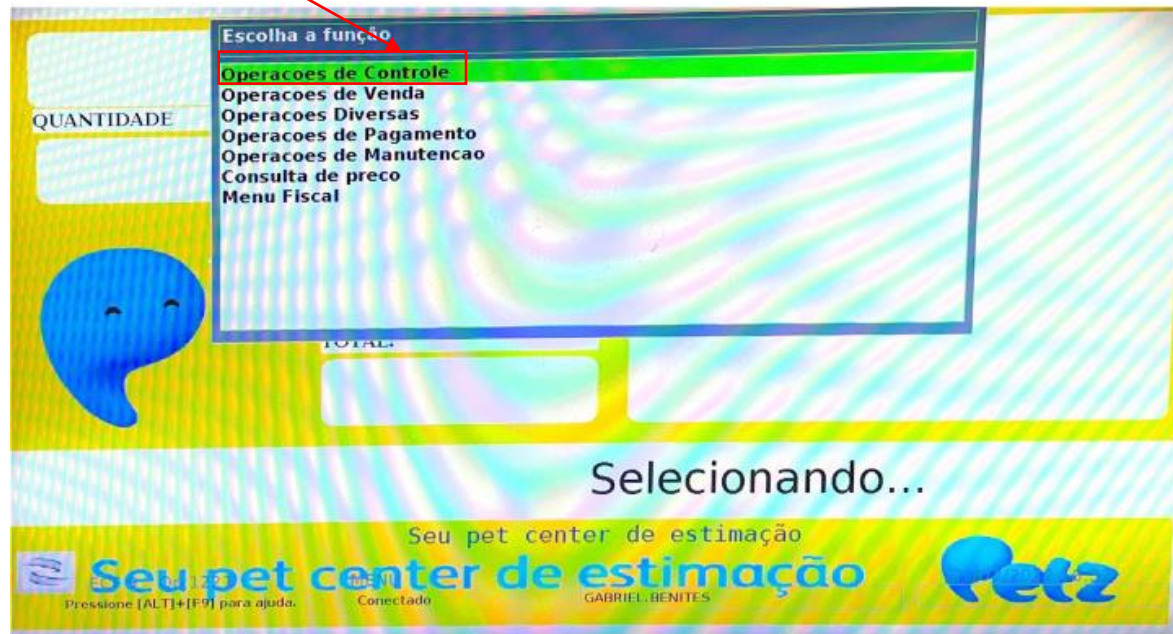 Escolha a função
Operacoes de Controle
Operacoes de Venda
Operacoes Diversas
Operacoes de Pagamento
Operacoes de Manutencao
Consulta de preco
Menu Fiscal
QUANTIDADE
TOTAL:
Selecionando...
Seu pet center de estimação
Seu pet center de estimação
Petz
MENU
Pressione [ALT]+[F9] para ajuda.
Conectado
GABRIEL.BENITES